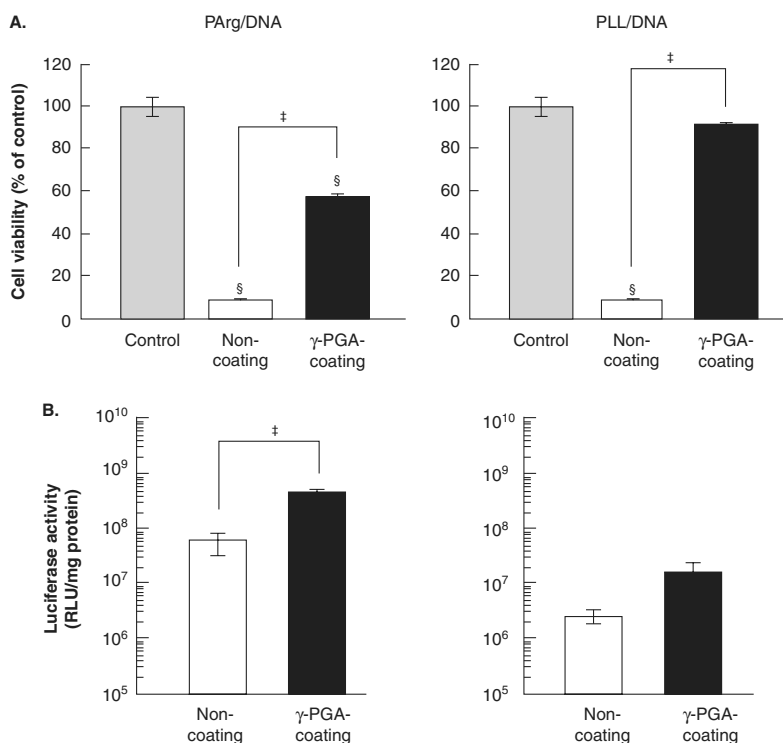 A.
PArg/DNA
PLL/DNA
Cell viability (% of control)
120
100
80
60
40
20
0
‡
§
§
Control
Non-
coating
γ-PGA-
coating
120
100
80
60
40
20
0
‡
§
Control
Non-
coating
γ-PGA-
coating
B.
Luciferase activity
(RLU/mg protein)
10¹⁰
10⁹
10⁸
10⁷
10⁶
10⁵
‡
Non-
coating
γ-PGA-
coating
10¹⁰
10⁹
10⁸
10⁷
10⁶
10⁵
Non-
coating
γ-PGA-
coating